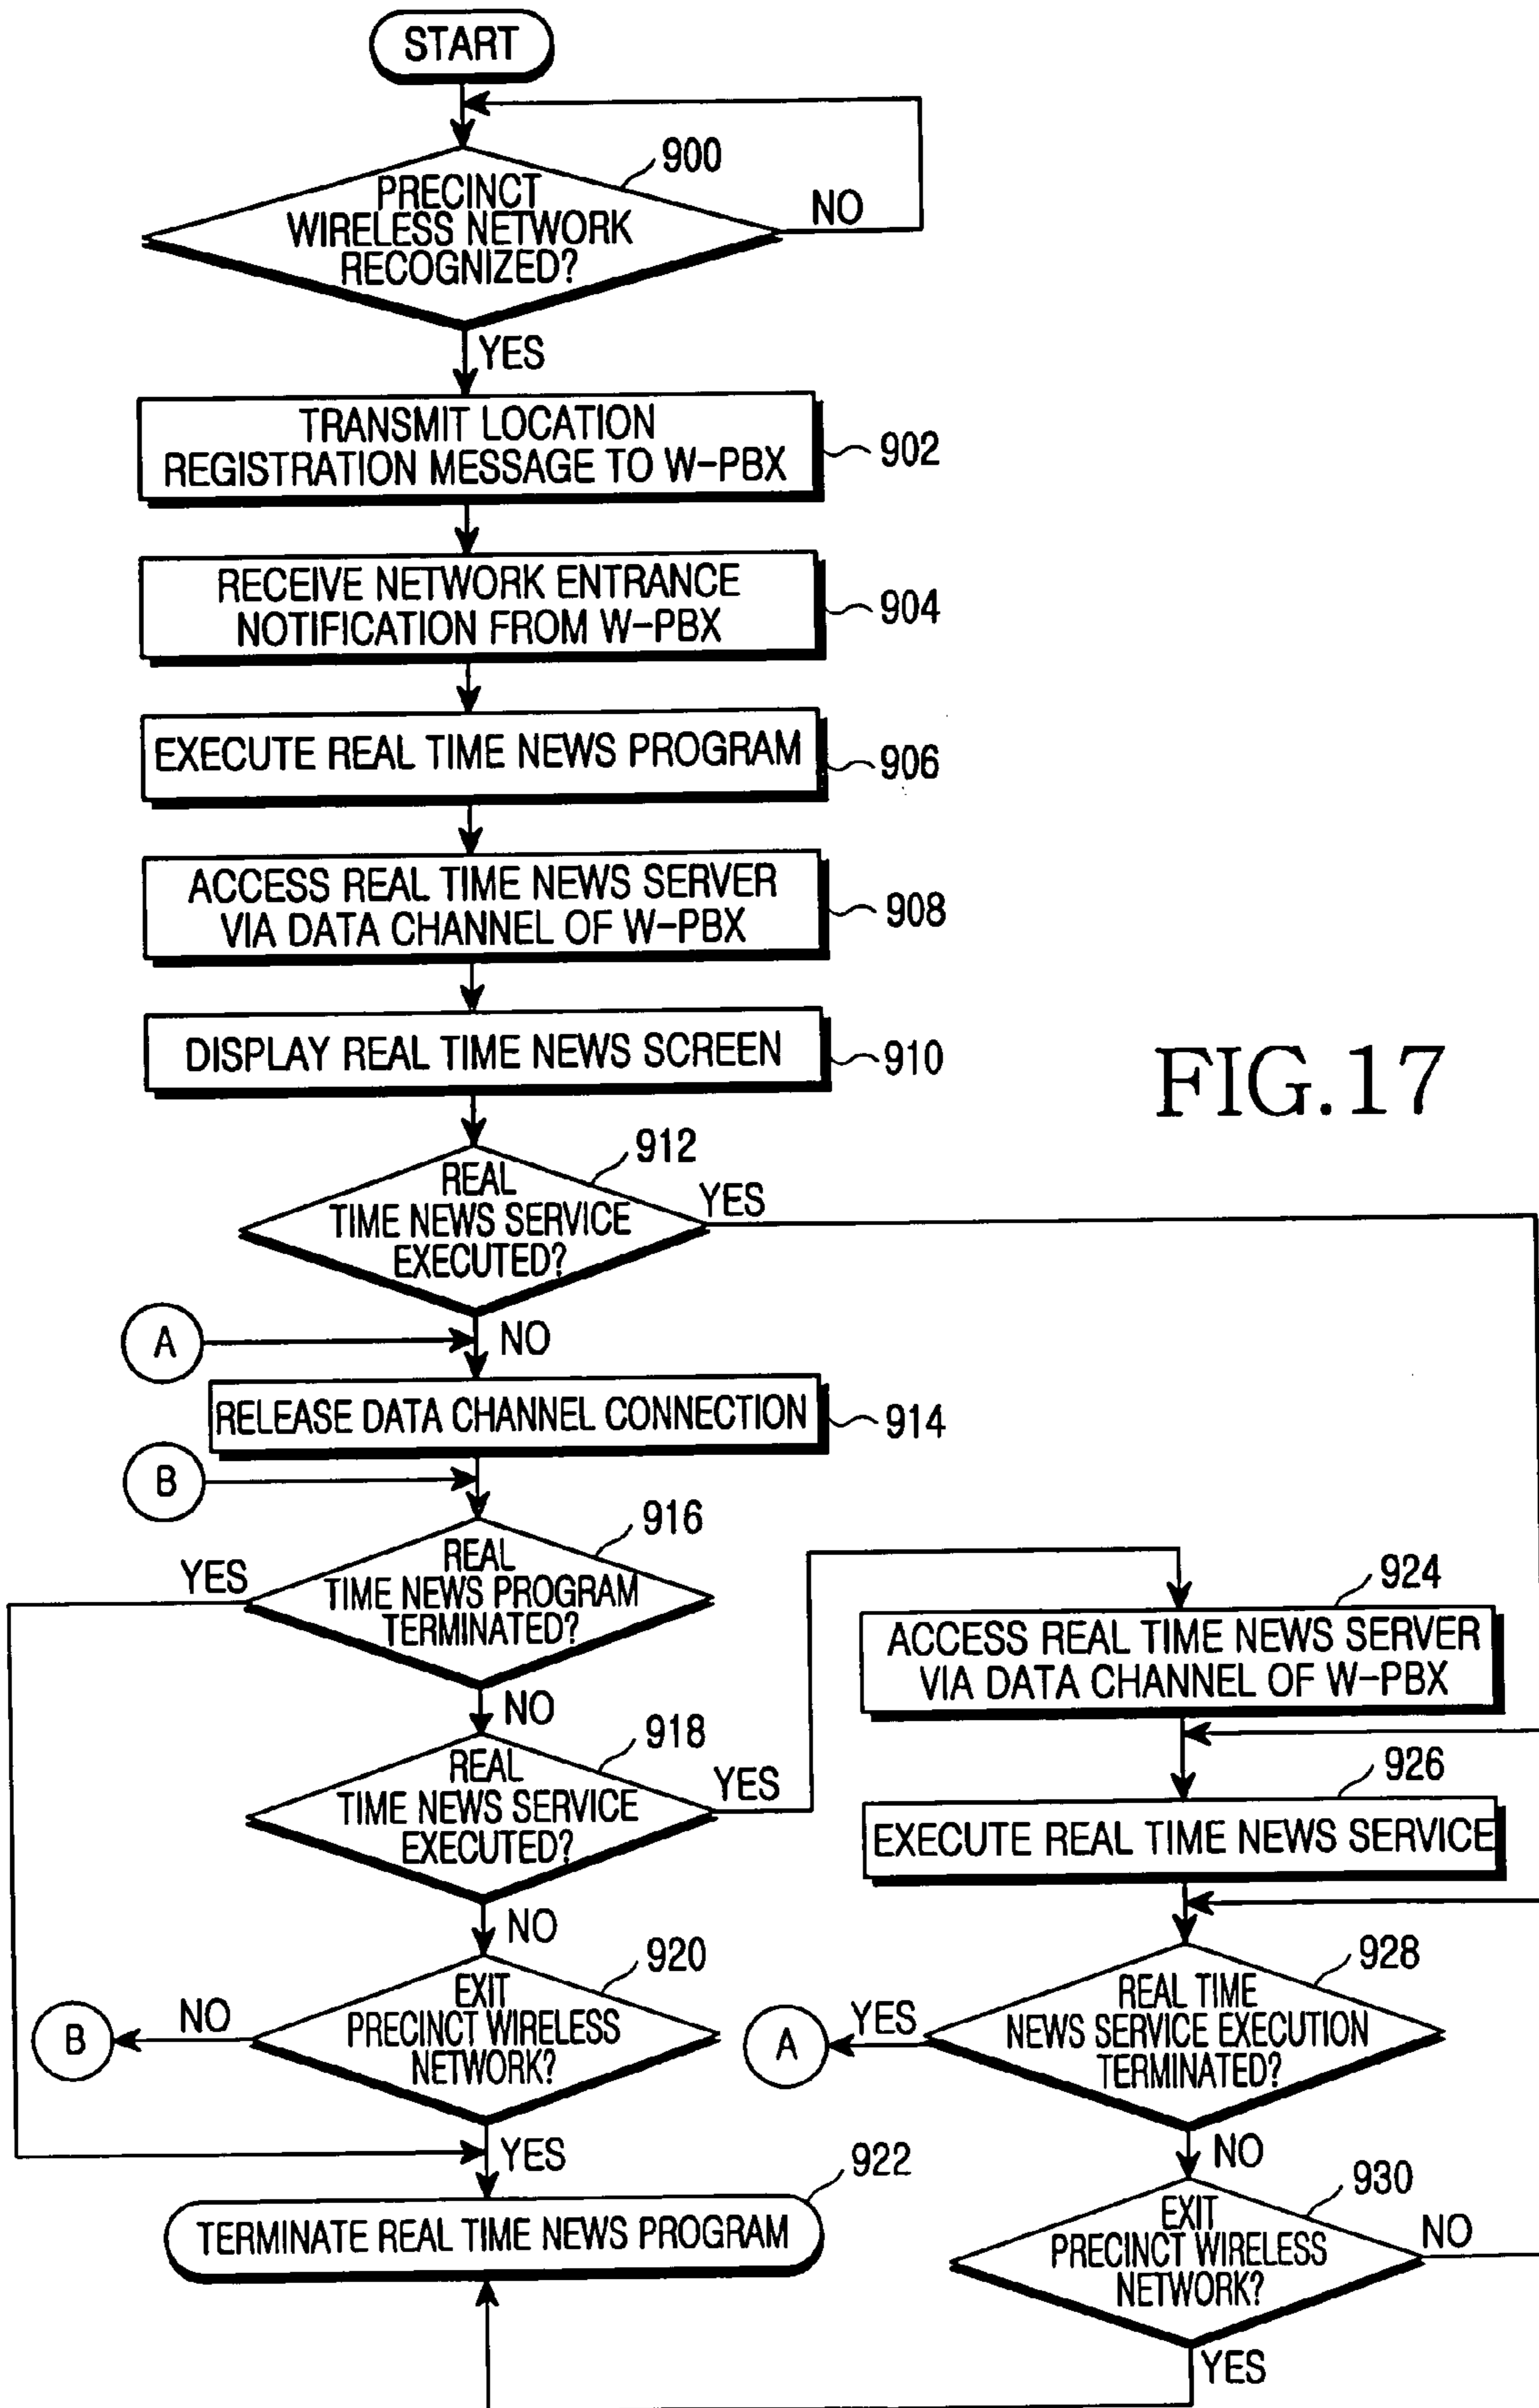 START
900
PRECINCT
WIRELESS NETWORK
RECOGNIZED?
NO
YES
TRANSMIT LOCATION
REGISTRATION MESSAGE TO W-PBX
902
RECEIVE NETWORK ENTRANCE
NOTIFICATION FROM W-PBX
904
EXECUTE REAL TIME NEWS PROGRAM
906
ACCESS REAL TIME NEWS SERVER
VIA DATA CHANNEL OF W-PBX
908
DISPLAY REAL TIME NEWS SCREEN
910
FIG.17
912
REAL
TIME NEWS SERVICE
EXECUTED?
YES
A
NO
RELEASE DATA CHANNEL CONNECTION
914
B
916
REAL
TIME NEWS PROGRAM
TERMINATED?
YES
NO
918
REAL
TIME NEWS SERVICE
EXECUTED?
YES
NO
920
EXIT
PRECINCT WIRELESS
NETWORK?
NO
B
YES
922
TERMINATE REAL TIME NEWS PROGRAM
924
ACCESS REAL TIME NEWS SERVER
VIA DATA CHANNEL OF W-PBX
926
EXECUTE REAL TIME NEWS SERVICE
928
REAL TIME
NEWS SERVICE EXECUTION
TERMINATED?
YES
A
NO
930
EXIT
PRECINCT WIRELESS
NETWORK?
NO
YES